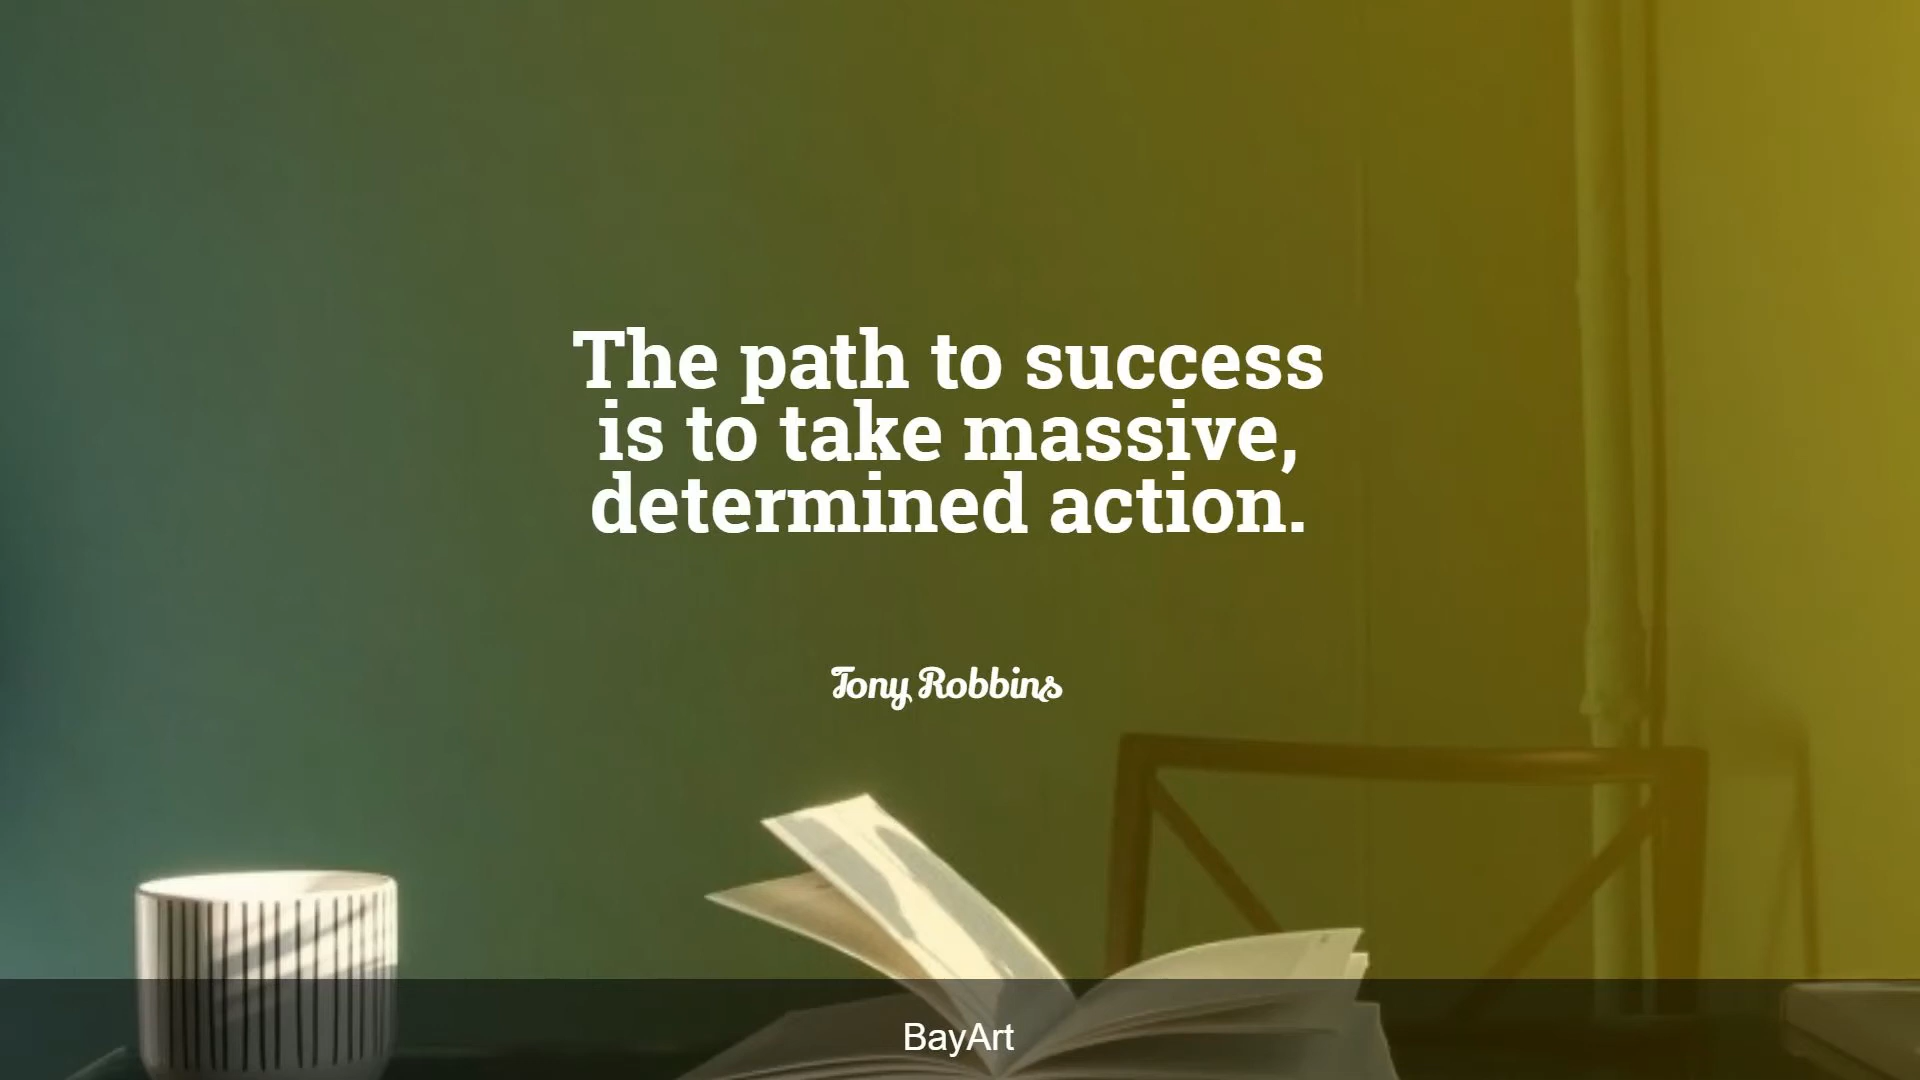 The path to success
is to take massive,
determined action.
Tony Robbins
BayArt